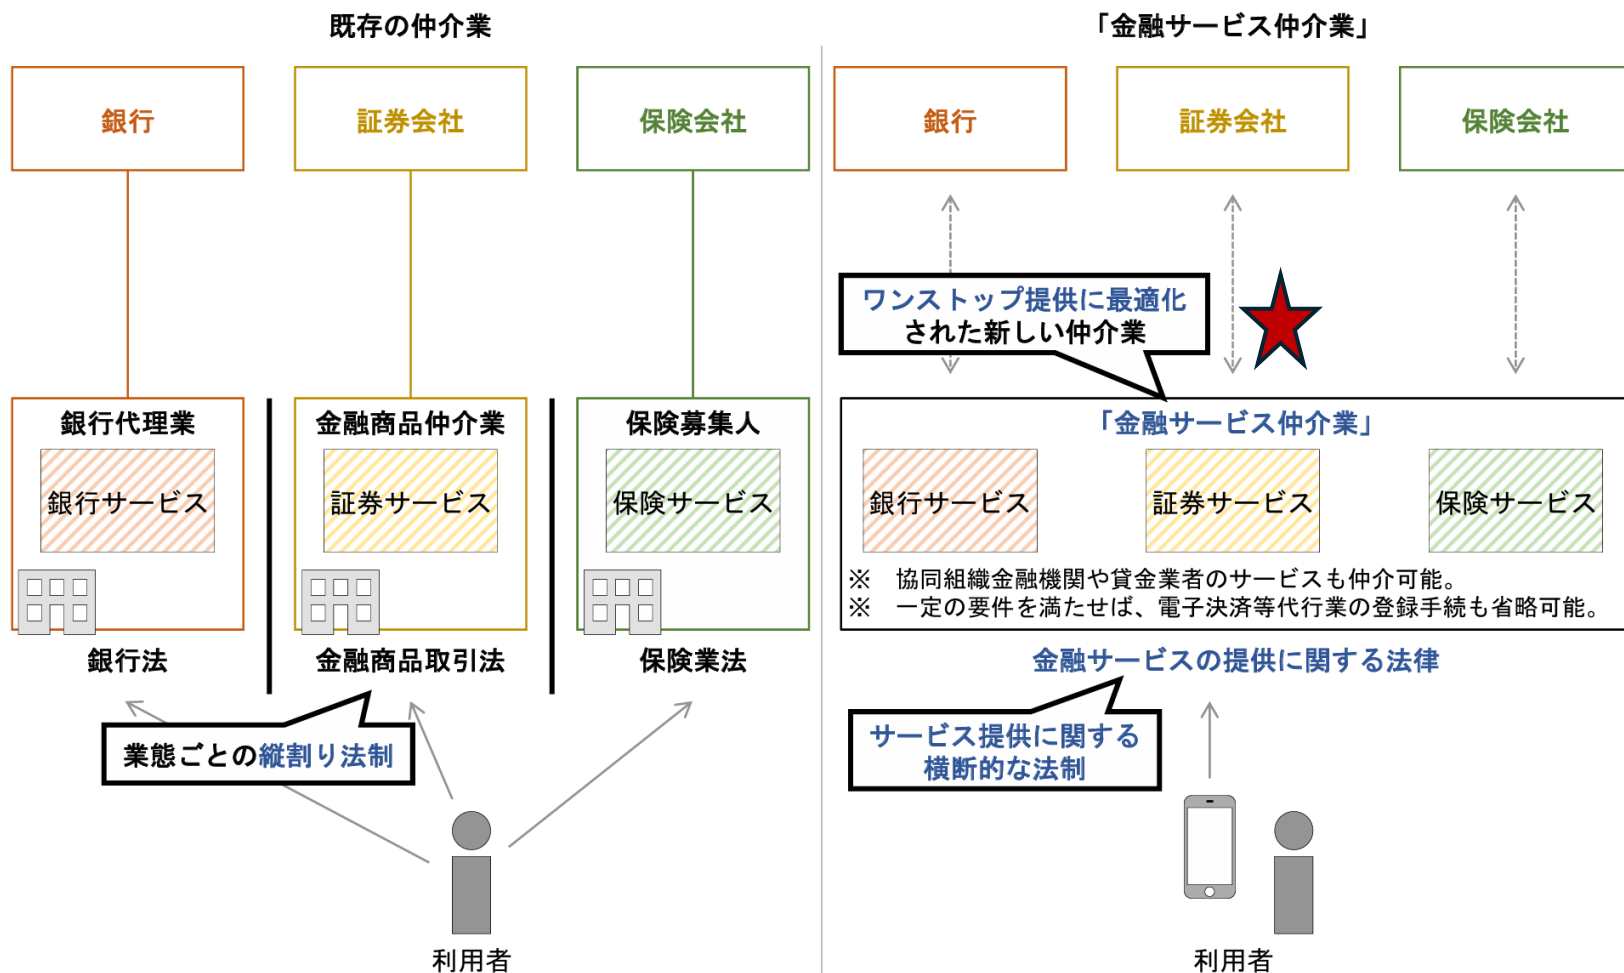 既存の仲介業
銀行
証券会社
保険会社
銀行代理業
金融商品仲介業
保険募集人
銀行サービス
証券サービス
保険サービス
銀行法
金融商品取引法
保険業法
業態ごとの縦割り法制
利用者
「金融サービス仲介業」
銀行
証券会社
保険会社
ワンストップ提供に最適化
された新しい仲介業
「金融サービス仲介業」
銀行サービス
証券サービス
保険サービス
※　協同組織金融機関や貸金業者のサービスも仲介可能。
※　一定の要件を満たせば、電子決済等代行業の登録手続も省略可能。
金融サービスの提供に関する法律
サービス提供に関する
横断的な法制
利用者